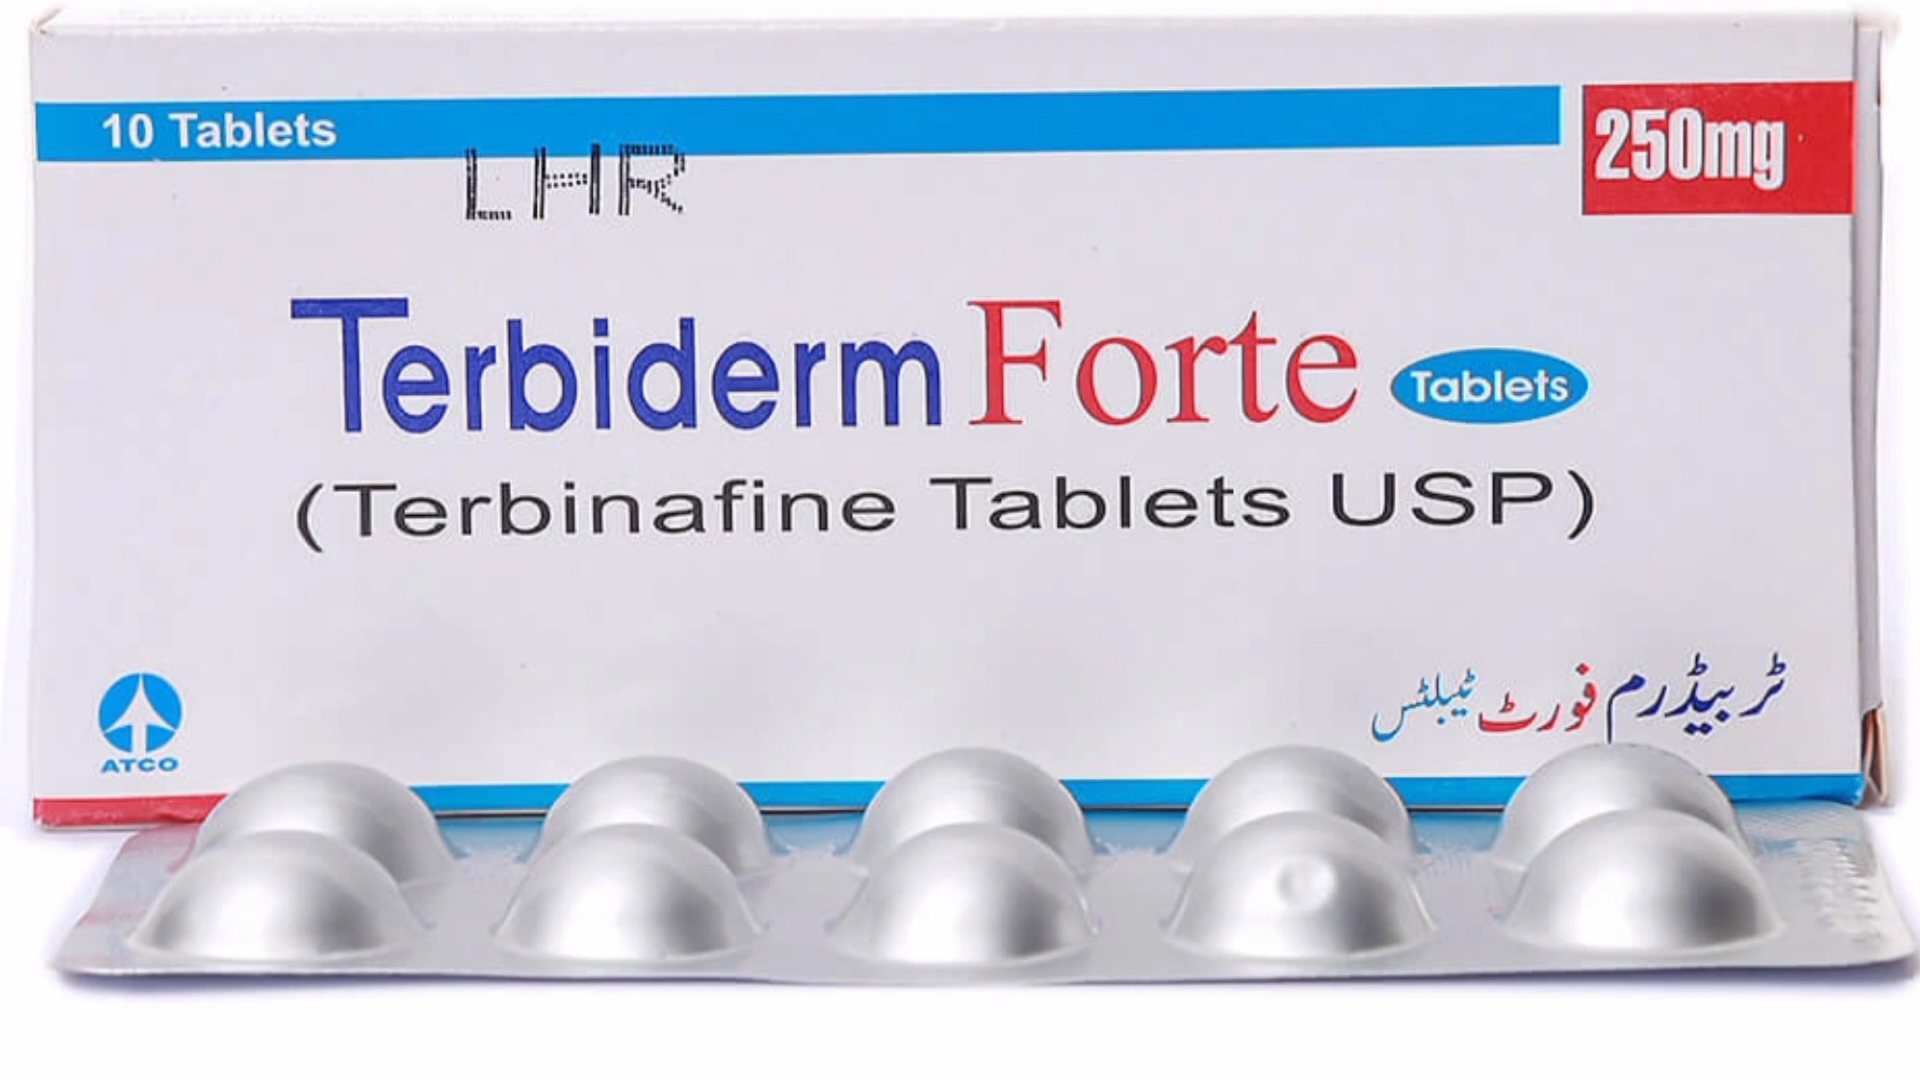 10 Tablets
250mg
LHR
Terbiderm Forte Tablets
(Terbinafine Tablets USP)
ٹربیڈرم فورٹ ٹیبلٹس
ATCO